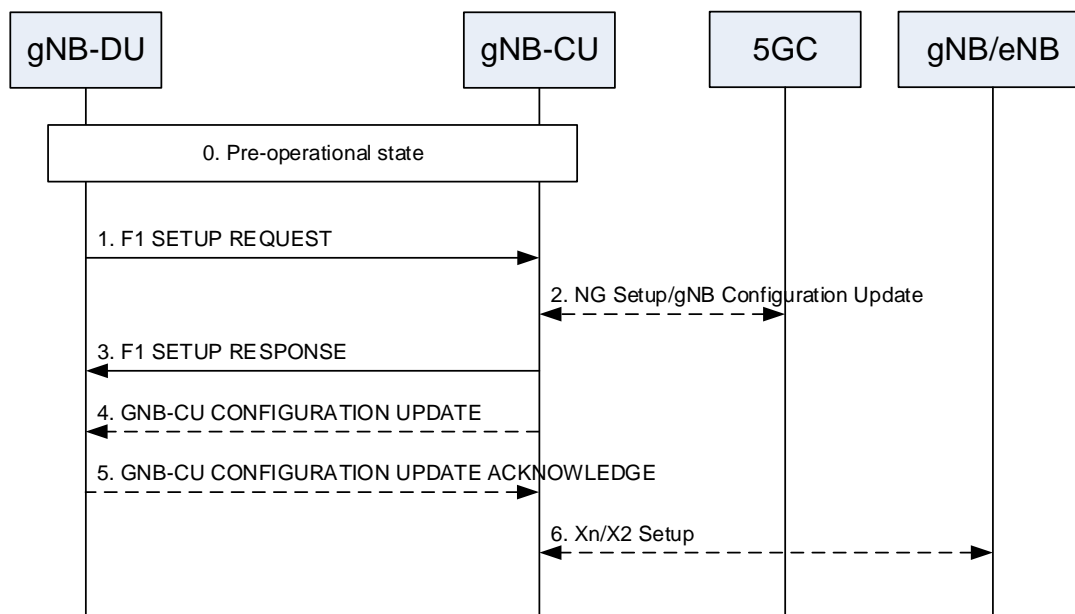 gNB-DU
gNB-CU
5GC
gNB/eNB
0. Pre-operational state
1. F1 SETUP REQUEST
2. NG Setup/gNB Configuration Update
3. F1 SETUP RESPONSE
4. GNB-CU CONFIGURATION UPDATE
5. GNB-CU CONFIGURATION UPDATE ACKNOWLEDGE
6. Xn/X2 Setup